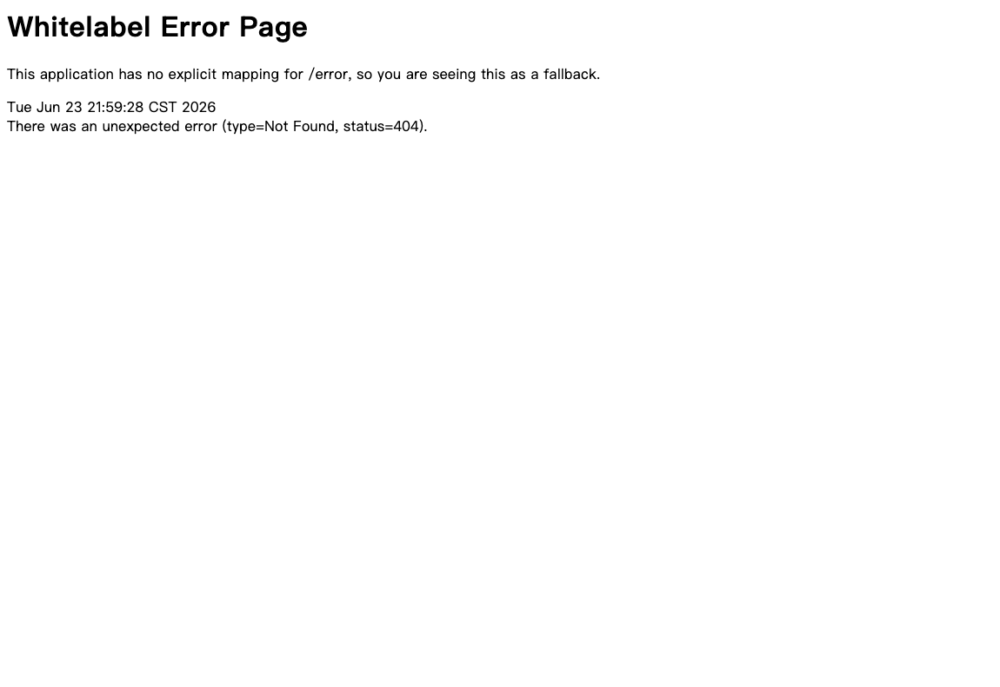 Whitelabel Error Page
This application has no explicit mapping for /error, so you are seeing this as a fallback.
Tue Jun 23 21:59:28 CST 2026
There was an unexpected error (type=Not Found, status=404).